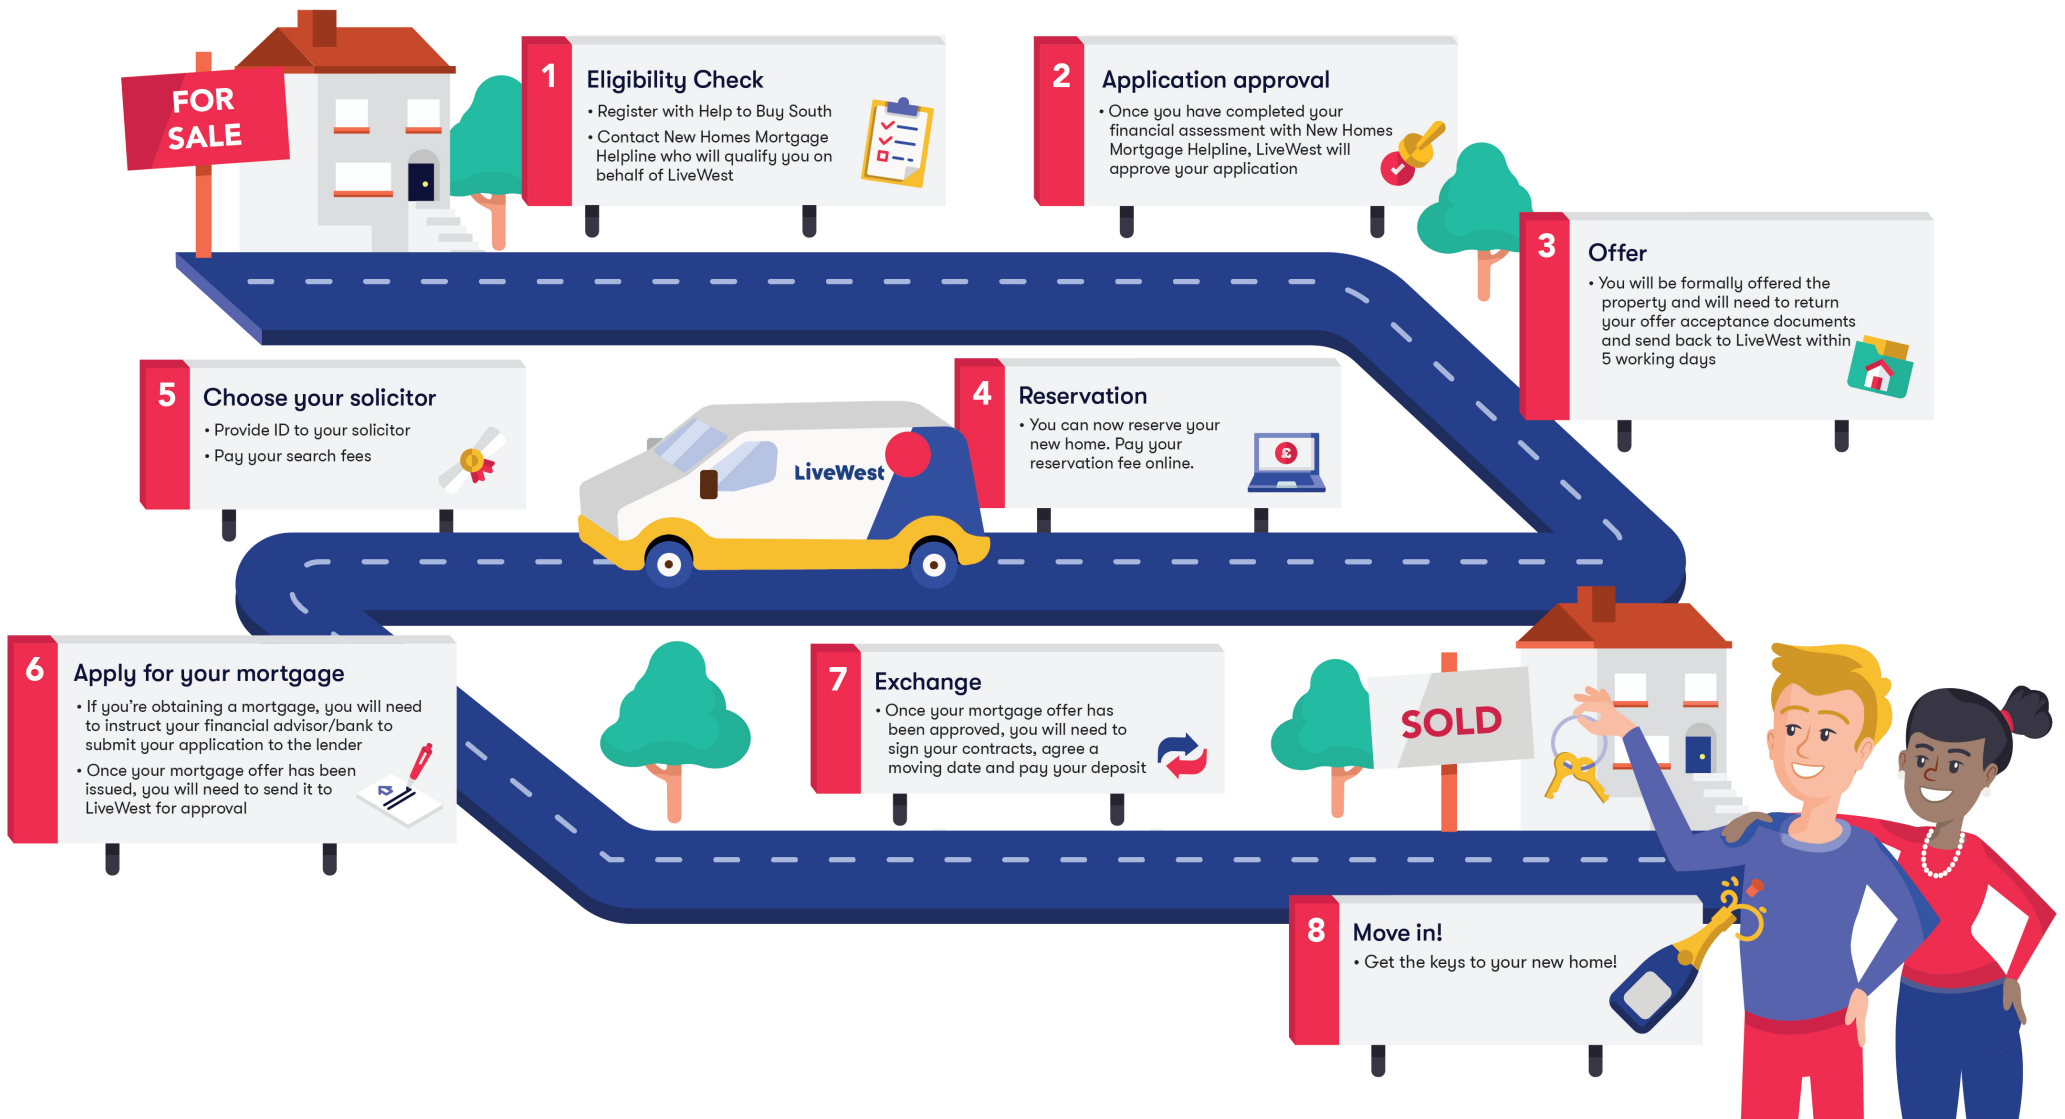 FOR
SALE
1
Eligibility Check
• Register with Help to Buy South
• Contact New Homes Mortgage
Helpline who will qualify you on
behalf of LiveWest
2
Application approval
• Once you have completed your
financial assessment with New Homes
Mortgage Helpline, LiveWest will
approve your application
3
Offer
• You will be formally offered the
property and will need to return
your offer acceptance documents
and send back to LiveWest within
5 working days
4
Reservation
• You can now reserve your
new home. Pay your
reservation fee online.
£
LiveWest
5
Choose your solicitor
• Provide ID to your solicitor
• Pay your search fees
6
Apply for your mortgage
• If you're obtaining a mortgage, you will need
to instruct your financial advisor/bank to
submit your application to the lender
• Once your mortgage offer has been
issued, you will need to send it to
LiveWest for approval
7
Exchange
• Once your mortgage offer has
been approved, you will need to
sign your contracts, agree a
moving date and pay your deposit
SOLD
8
Move in!
• Get the keys to your new home!